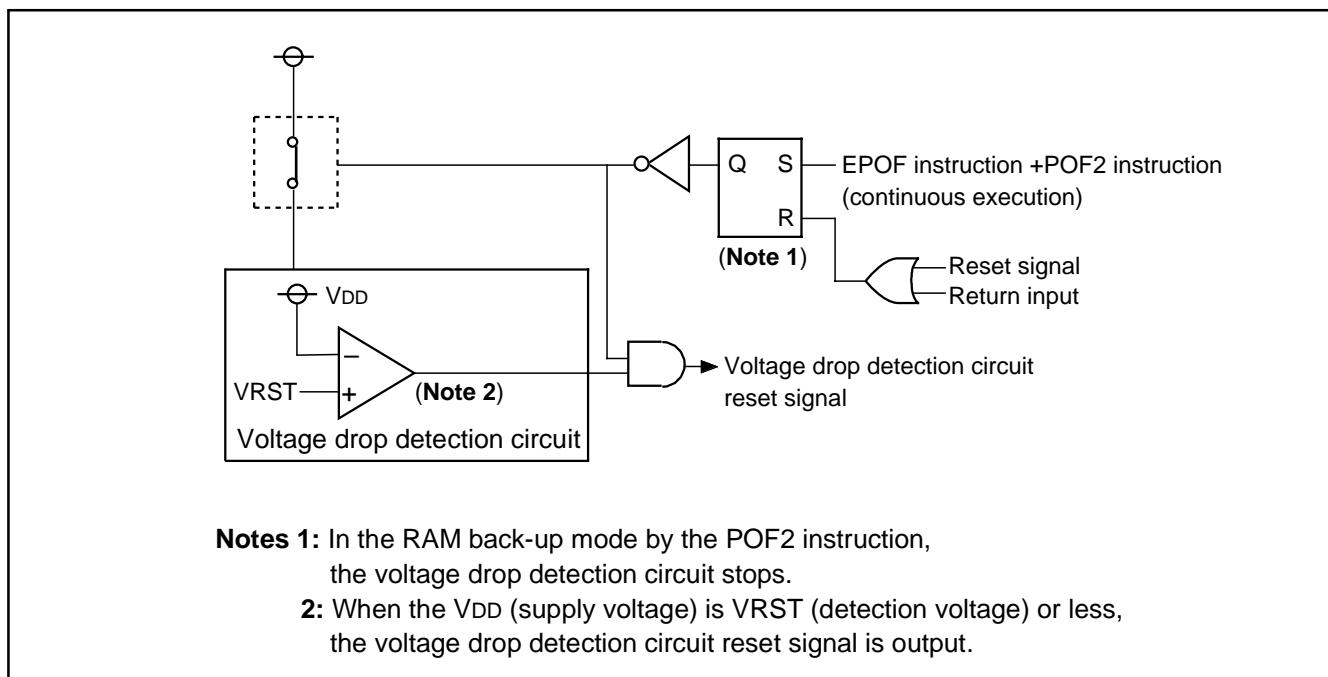 Q S
R
EPOF instruction +POF2 instruction
(continuous execution)
(Note 1)
Reset signal
Return input
VDD
−
VRST
+
(Note 2)
Voltage drop detection circuit
Voltage drop detection circuit
reset signal
Notes 1: In the RAM back-up mode by the POF2 instruction,
the voltage drop detection circuit stops.
2: When the VDD (supply voltage) is VRST (detection voltage) or less,
the voltage drop detection circuit reset signal is output.